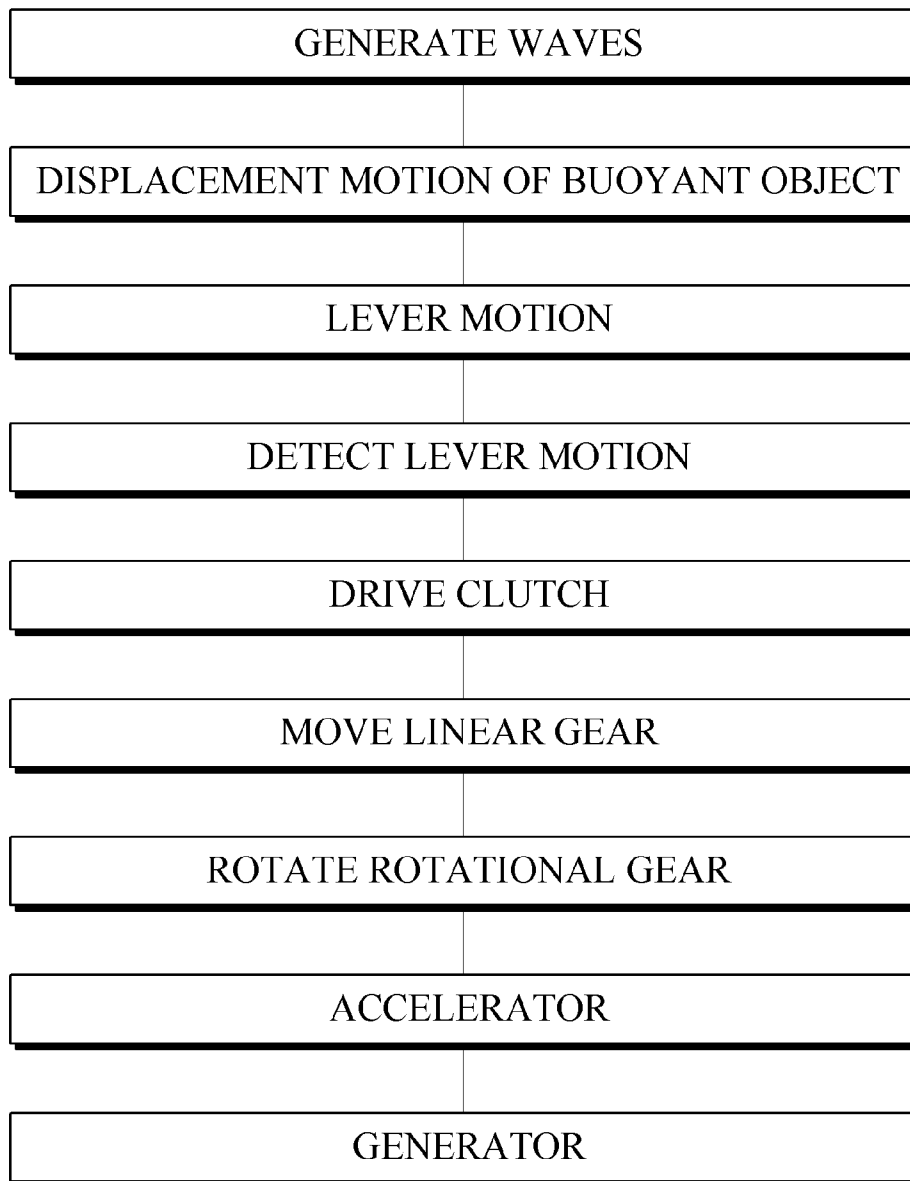 GENERATE WAVES
DISPLACEMENT MOTION OF BUOYANT OBJECT
LEVER MOTION
DETECT LEVER MOTION
DRIVE CLUTCH
MOVE LINEAR GEAR
ROTATE ROTATIONAL GEAR
ACCELERATOR
GENERATOR